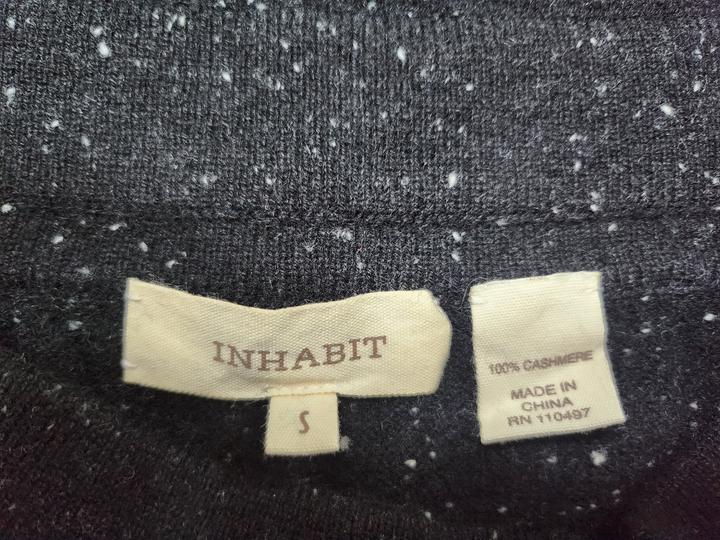 INHABIT
S
100% CASHMERE
MADE IN
CHINA
RN 110497